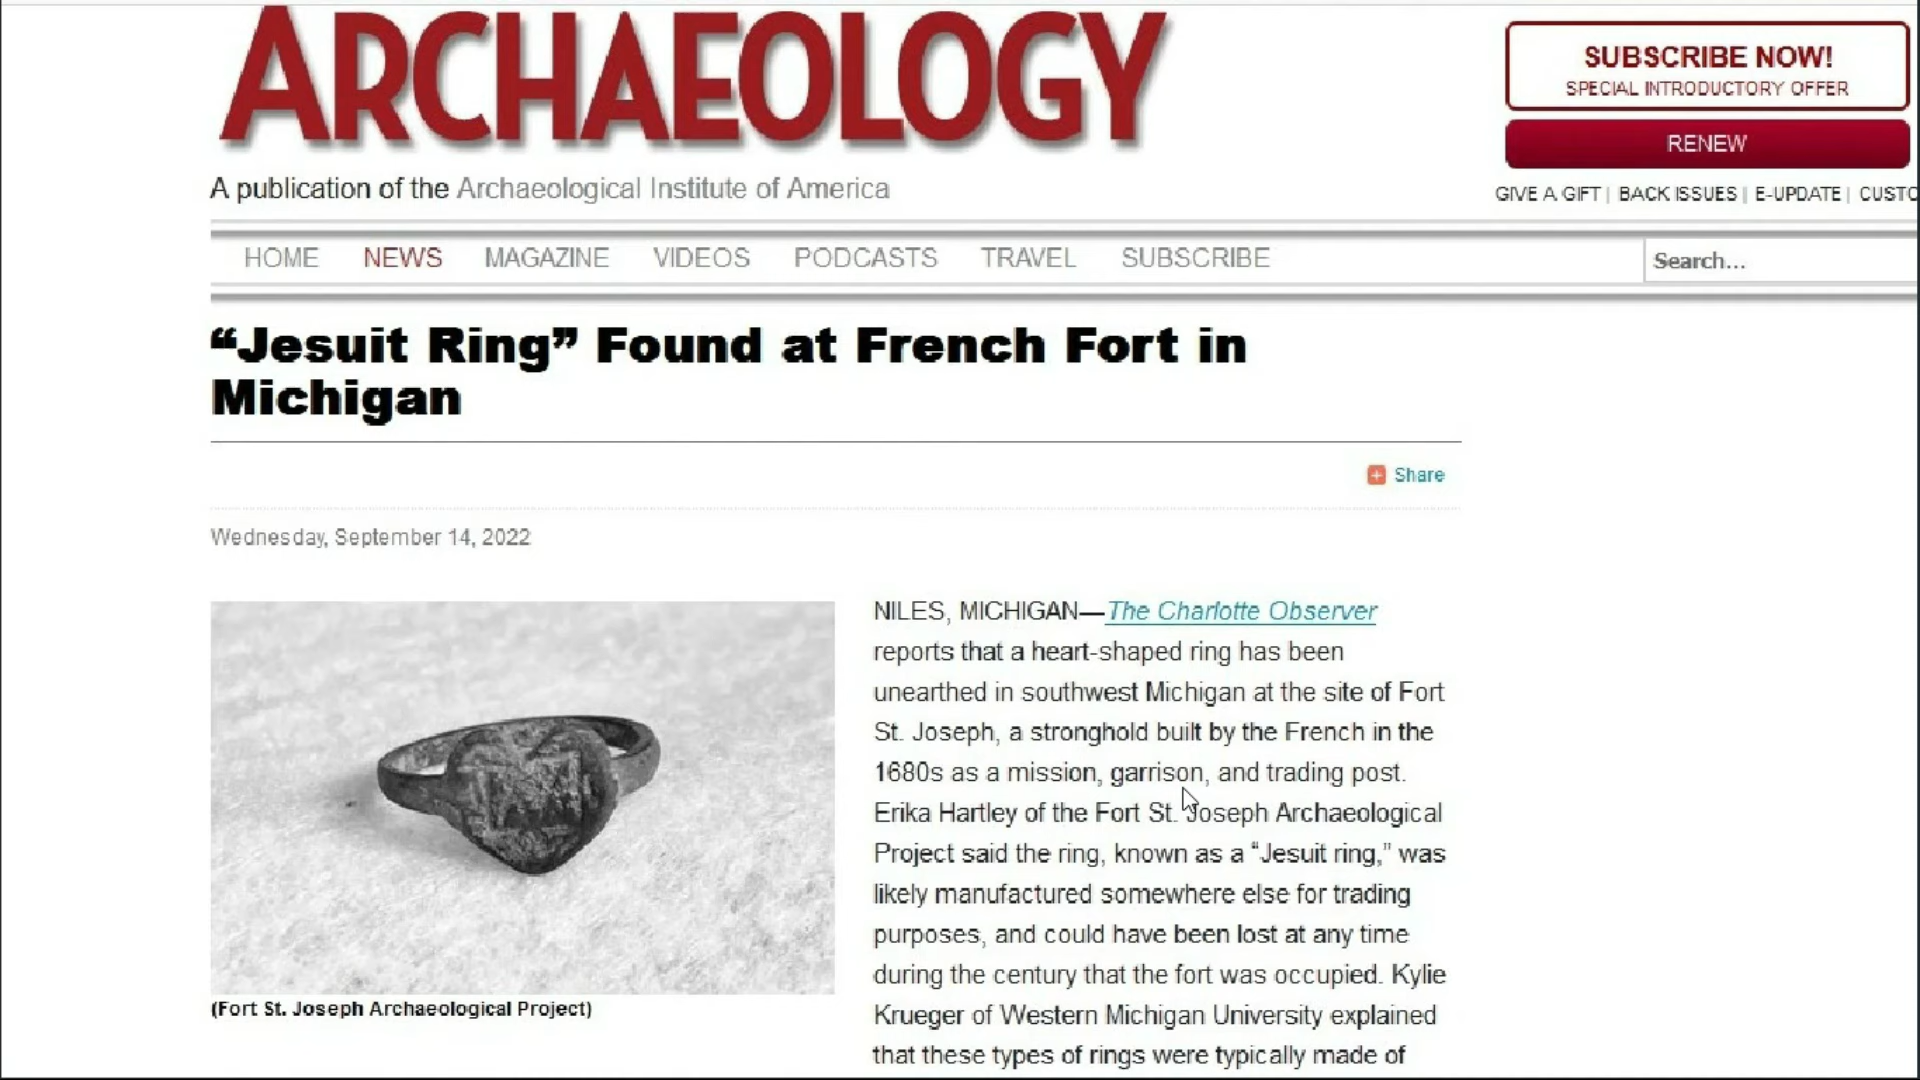 ARCHAEOLOGY
A publication of the Archaeological Institute of America
SUBSCRIBE NOW!
SPECIAL INTRODUCTORY OFFER
RENEW
GIVE A GIFT | BACK ISSUES | E-UPDATE | CUSTO
HOME NEWS MAGAZINE VIDEOS PODCASTS TRAVEL SUBSCRIBE
Search...
“Jesuit Ring” Found at French Fort in
Michigan
Share
Wednesday, September 14, 2022
(Fort St. Joseph Archaeological Project)
NILES, MICHIGAN—The Charlotte Observer
reports that a heart-shaped ring has been
unearthed in southwest Michigan at the site of Fort
St. Joseph, a stronghold built by the French in the
1680s as a mission, garrison, and trading post.
Erika Hartley of the Fort St. Joseph Archaeological
Project said the ring, known as a “Jesuit ring,” was
likely manufactured somewhere else for trading
purposes, and could have been lost at any time
during the century that the fort was occupied. Kylie
Krueger of Western Michigan University explained
that these types of rings were typically made of